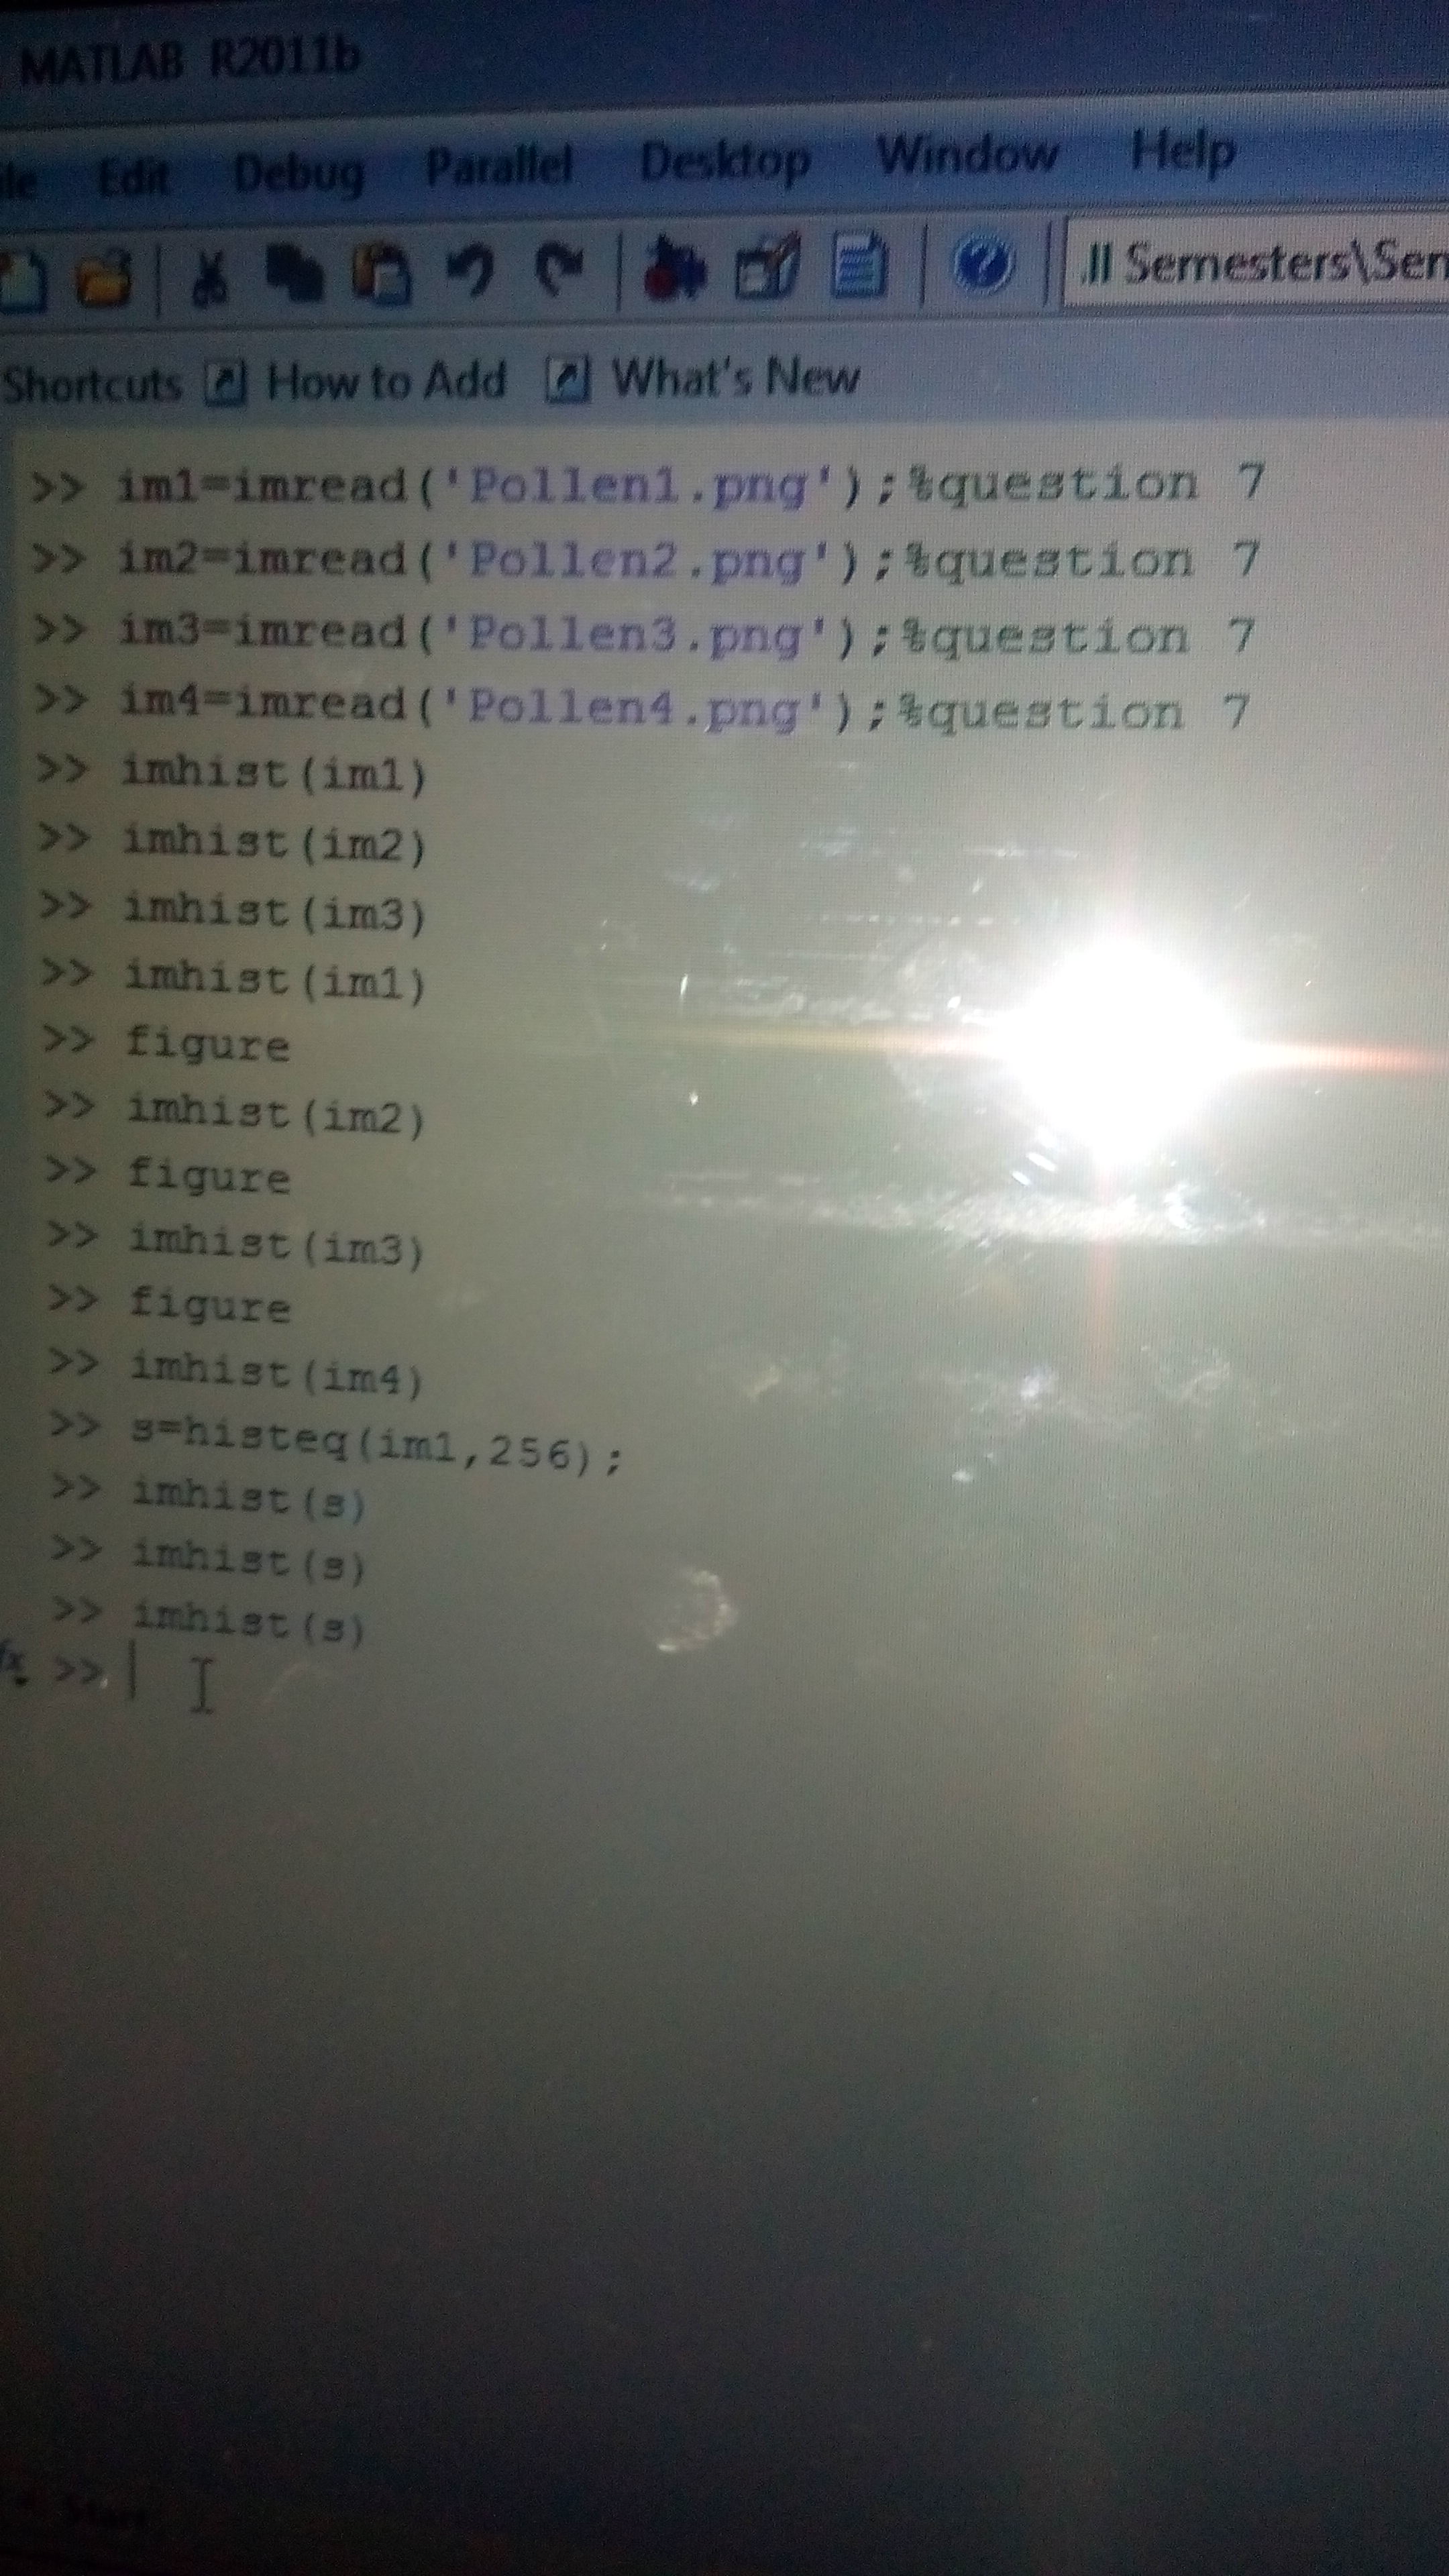 MATLAB R2011b
Edit Debug Parallel Desktop Window Help
.ll Semesters\Sem
Shortcuts How to Add What's New
>> im1=imread('Pollen1.png');%question 7
>> im2=imread('Pollen2.png');%question 7
>> im3=imread('Pollen3.png');%question 7
>> im4=imread('Pollen4.png');%question 7
>> imhist(im1)
>> imhist(im2)
>> imhist(im3)
>> imhist(im1)
>> figure
>> imhist(im2)
>> figure
>> imhist(im3)
>> figure
>> imhist(im4)
>> s=histeq(im1,256);
>> imhist(s)
>> imhist(s)
>> imhist(s)
fx >>